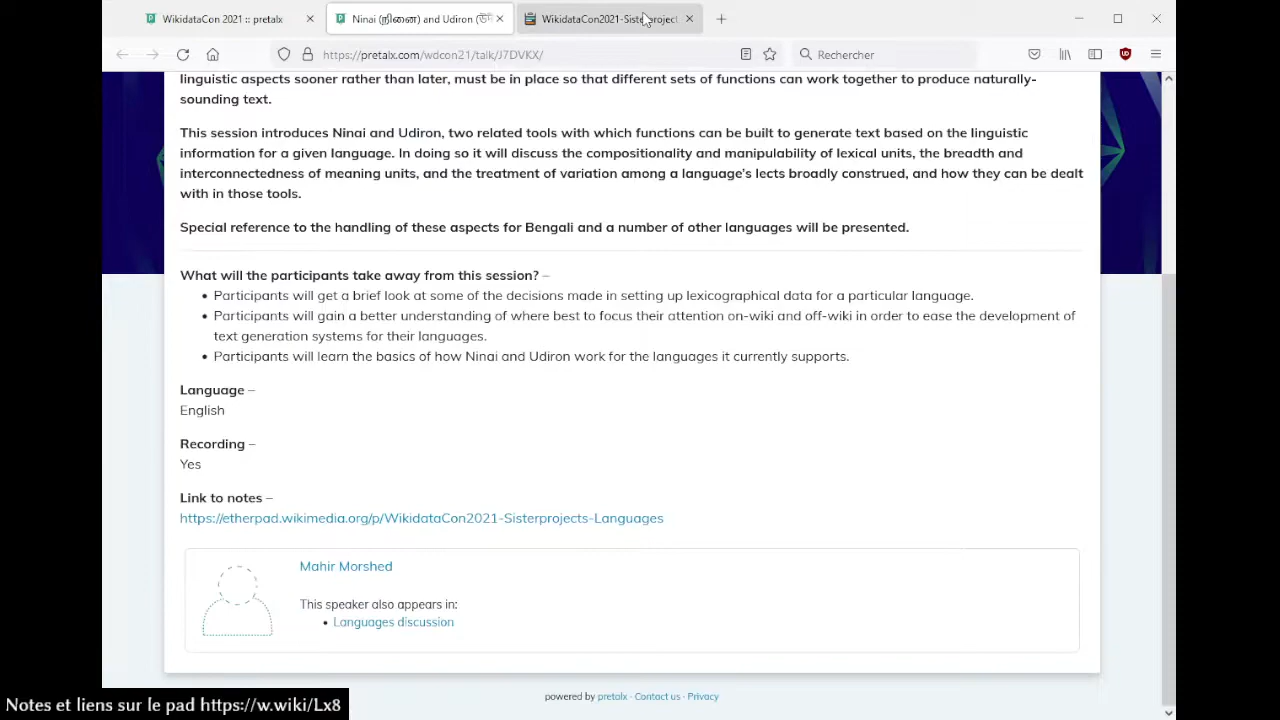 WikidataCon 2021 :: pretalx
Ninai (நினை) and Udiron (
WikidataCon2021-Sisterproject
https://pretalx.com/wdcon21/talk/J7DVKX/
Rechercher
linguistic aspects sooner rather than later, must be in place so that different sets of functions can work together to produce naturally-
sounding text.
This session introduces Ninai and Udiron, two related tools with which functions can be built to generate text based on the linguistic
information for a given language. In doing so it will discuss the compositionality and manipulability of lexical units, the breadth and
interconnectedness of meaning units, and the treatment of variation among a language's lects broadly construed, and how they can be dealt
with in those tools.
Special reference to the handling of these aspects for Bengali and a number of other languages will be presented.
What will the participants take away from this session? –
• Participants will get a brief look at some of the decisions made in setting up lexicographical data for a particular language.
• Participants will gain a better understanding of where best to focus their attention on-wiki and off-wiki in order to ease the development of
text generation systems for their languages.
• Participants will learn the basics of how Ninai and Udiron work for the languages it currently supports.
Language –
English
Recording –
Yes
Link to notes –
https://etherpad.wikimedia.org/p/WikidataCon2021-Sisterprojects-Languages
Mahir Morshed
This speaker also appears in:
• Languages discussion
powered by pretalx · Contact us · Privacy
Notes et liens sur le pad https://w.wiki/Lx8